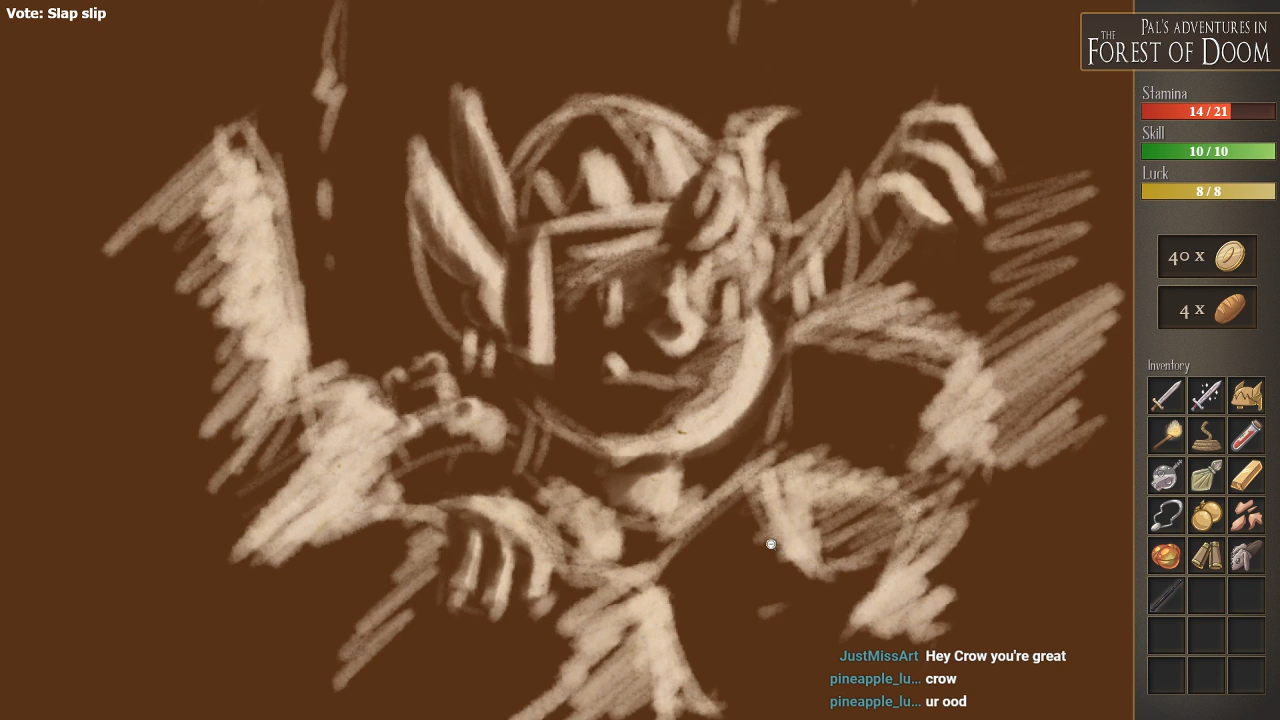 Vote: Slap slip
PAL'S ADVENTURES IN
THE FOREST OF DOOM
Stamina
14 / 21
Skill
10 / 10
Luck
8 / 8
40 x
4 x
Inventory
JustMissArt Hey Crow you're great
pineapple_lu... crow
pineapple_lu... ur ood